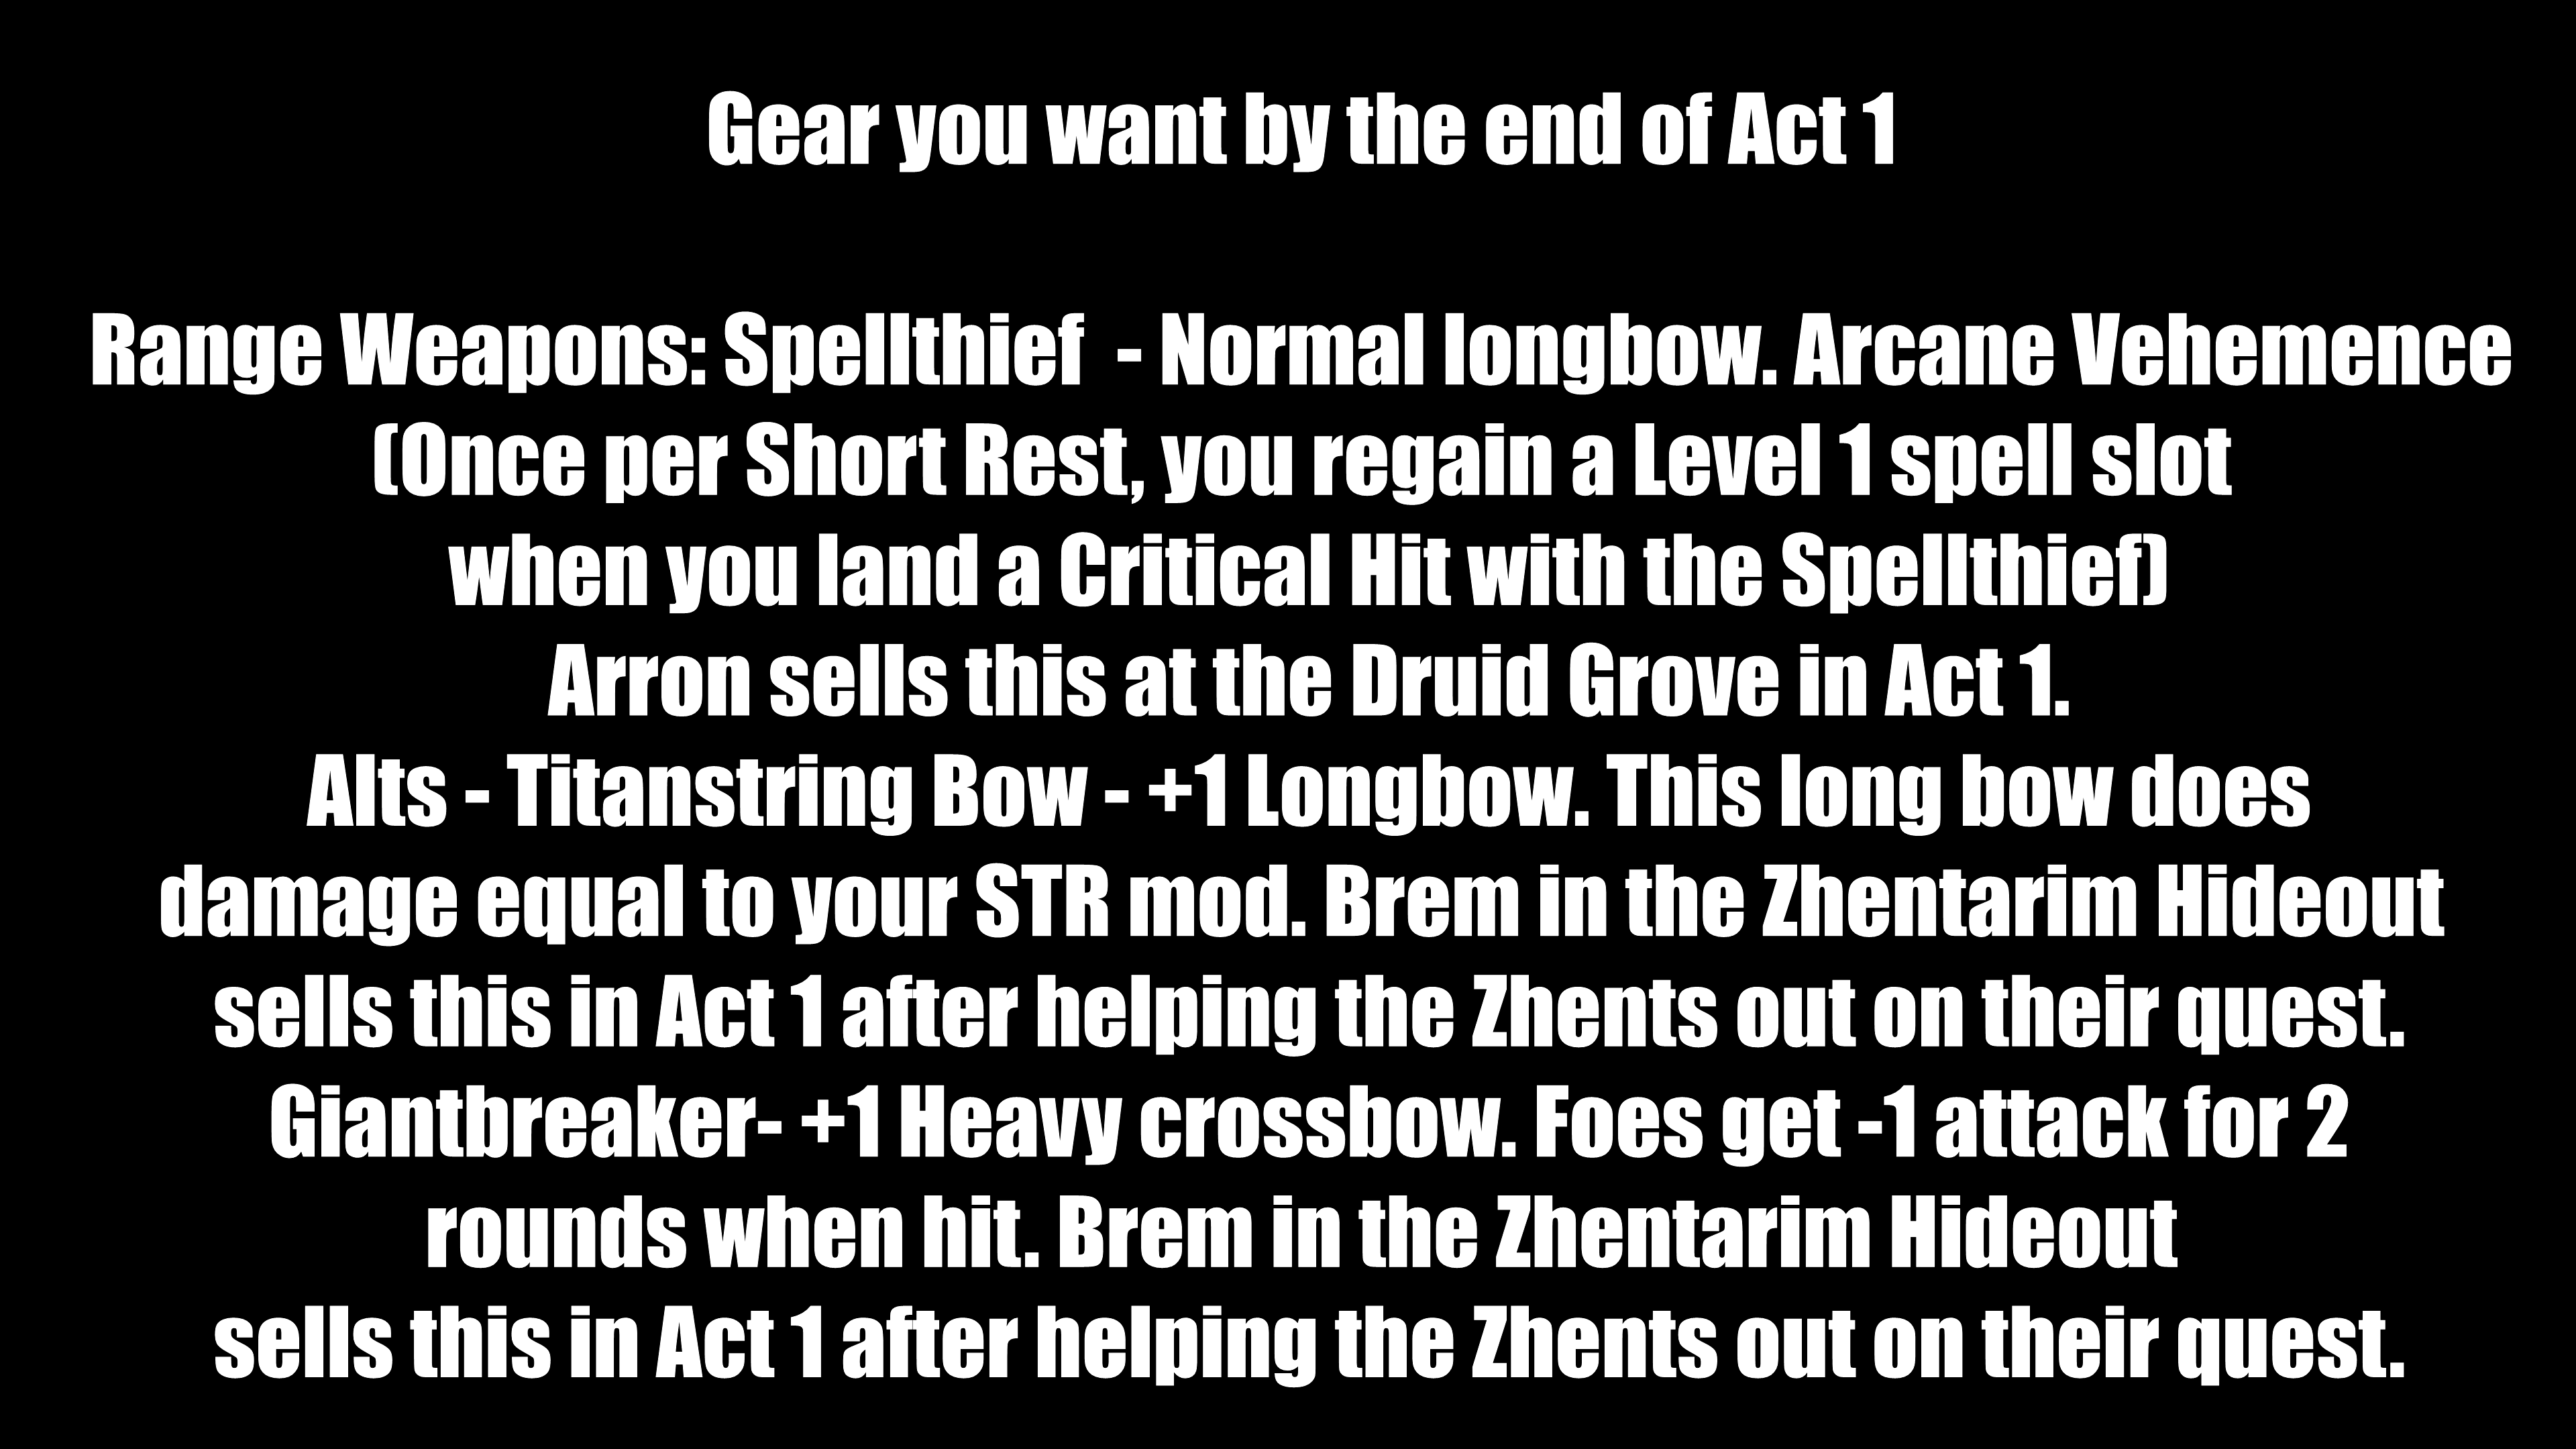 Gear you want by the end of Act 1
Range Weapons: Spellthief - Normal longbow. Arcane Vehemence
(Once per Short Rest, you regain a Level 1 spell slot
when you land a Critical Hit with the Spellthief)
Arron sells this at the Druid Grove in Act 1.
Alts - Titanstring Bow - +1 Longbow. This long bow does
damage equal to your STR mod. Brem in the Zhentarim Hideout
sells this in Act 1 after helping the Zhents out on their quest.
Giantbreaker- +1 Heavy crossbow. Foes get -1 attack for 2
rounds when hit. Brem in the Zhentarim Hideout
sells this in Act 1 after helping the Zhents out on their quest.